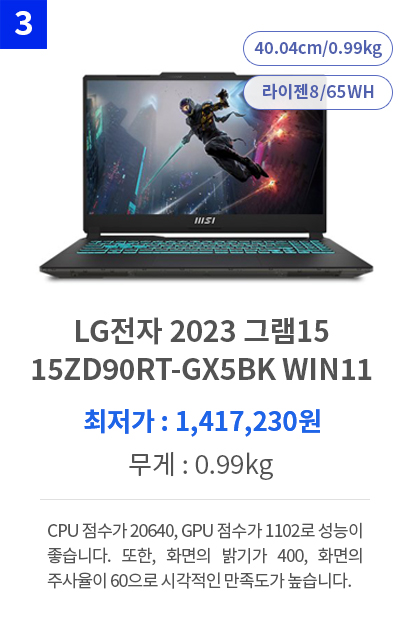 3
40.04cm/0.99kg
라이젠8/65WH
msı
LG전자 2023 그램15
15ZD90RT-GX5BK WIN11
최저가 : 1,417,230원
무게 : 0.99kg
CPU 점수가 20640, GPU 점수가 1102로 성능이
좋습니다. 또한, 화면의 밝기가 400, 화면의
주사율이 60으로 시각적인 만족도가 높습니다.